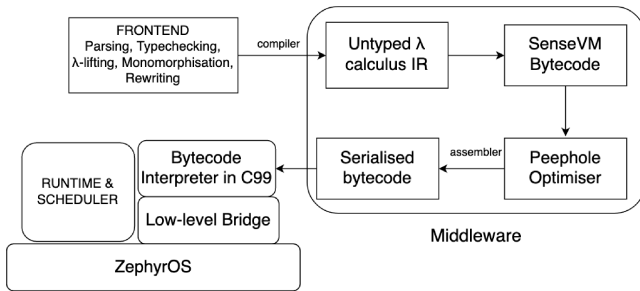 FRONTEND
Parsing, Typechecking,
λ-lifting, Monomorphisation,
Rewriting
compiler
Untyped λ
calculus IR
SenseVM
Bytecode
Peephole
Optimiser
assembler
Serialised
bytecode
Middleware
Bytecode
Interpreter in C99
RUNTIME &
SCHEDULER
Low-level Bridge
ZephyrOS